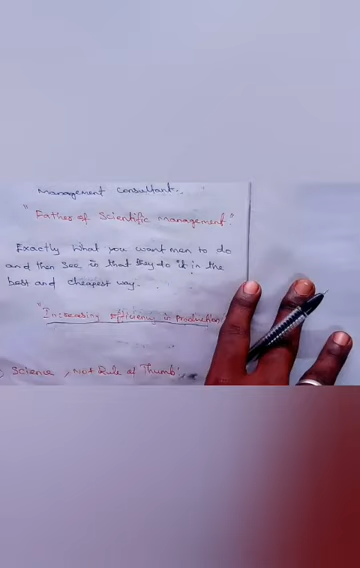 Management Consultant.
"Father of Scientific management."
Exactly what you want men to do
and then see in that they do it in the
best and cheapest way.
"Increasing efficiency in production
Science, not Rule of Thumb